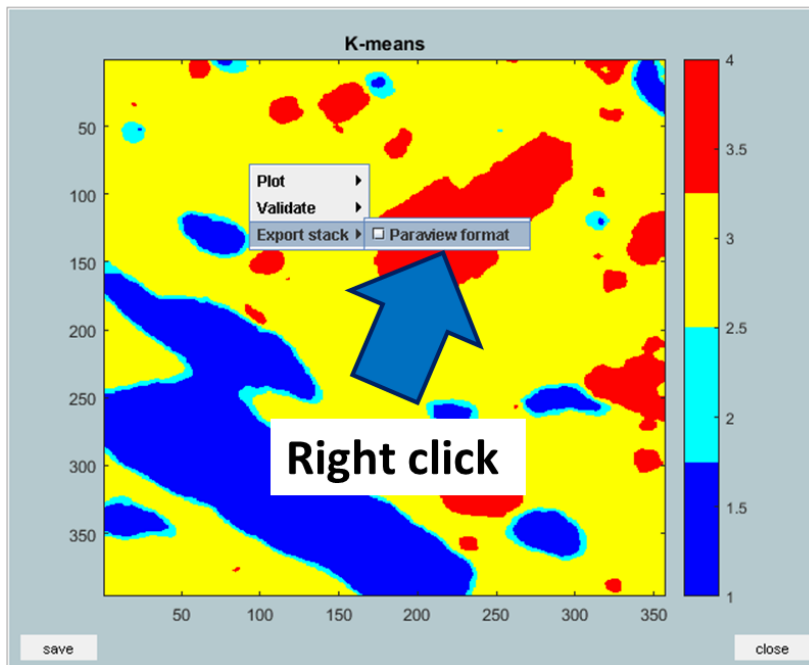 K-means
50
100
150
200
250
300
350
50 100 150 200 250 300 350
4
3.5
3
2.5
2
1.5
1
Plot
Validate
Export stack
Paraview format
Right click
save
close